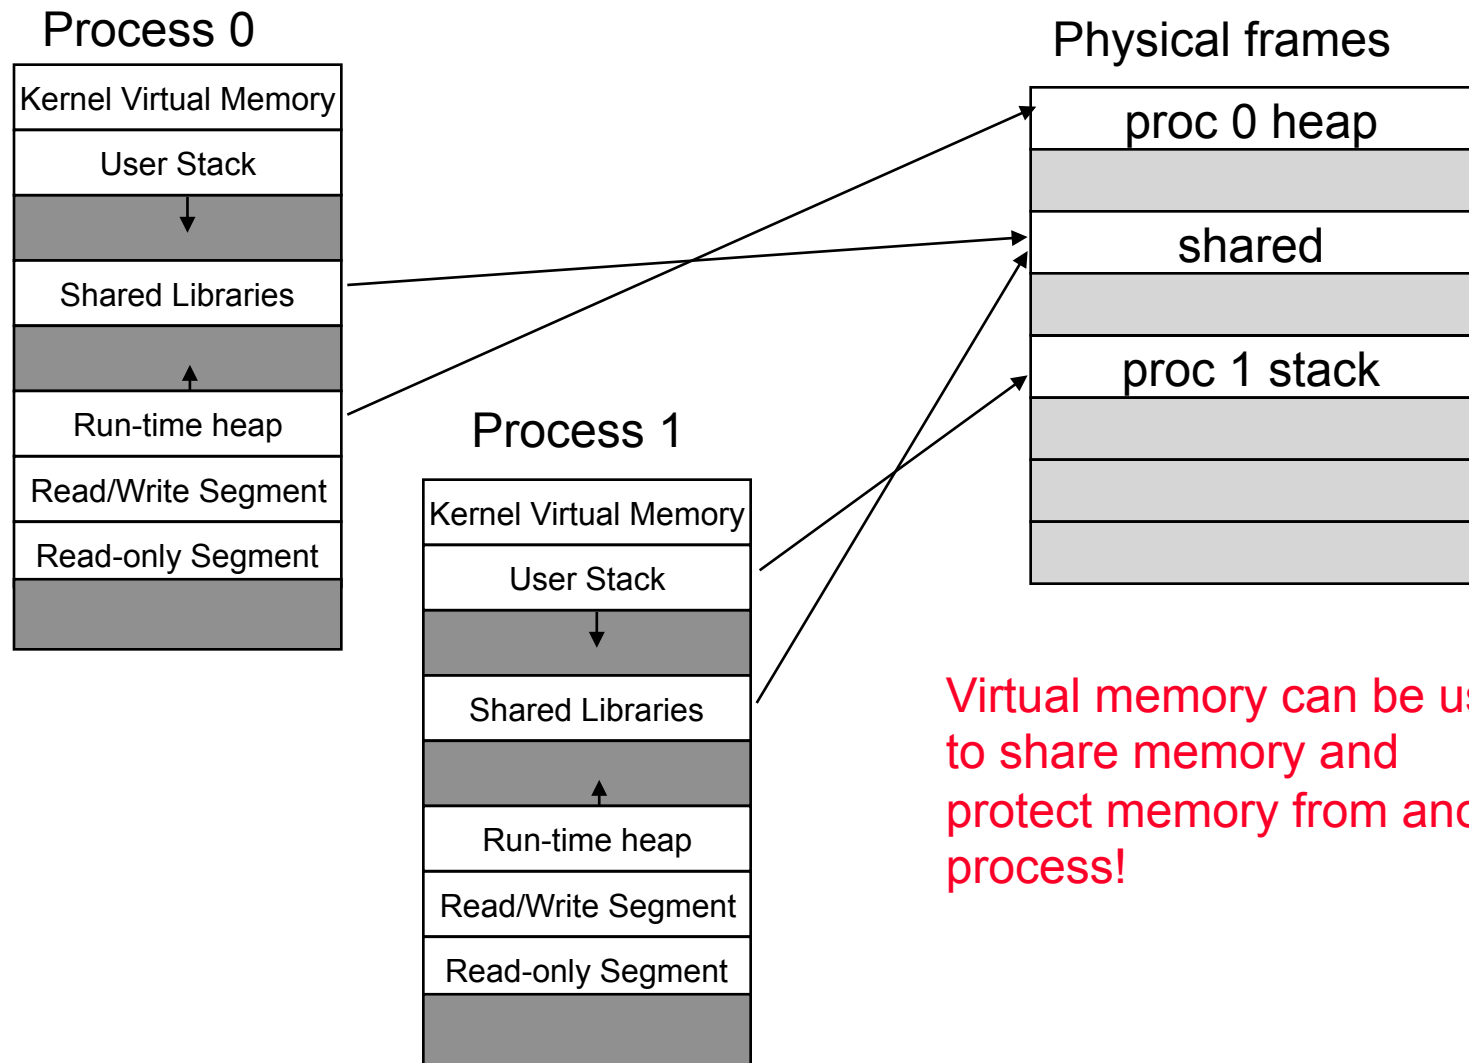 Process 0
Kernel Virtual Memory
User Stack
Shared Libraries
Run-time heap
Read/Write Segment
Read-only Segment
Process 1
Kernel Virtual Memory
User Stack
Shared Libraries
Run-time heap
Read/Write Segment
Read-only Segment
Physical frames
proc 0 heap
shared
proc 1 stack
Virtual memory can be
to share memory and
protect memory from
process!